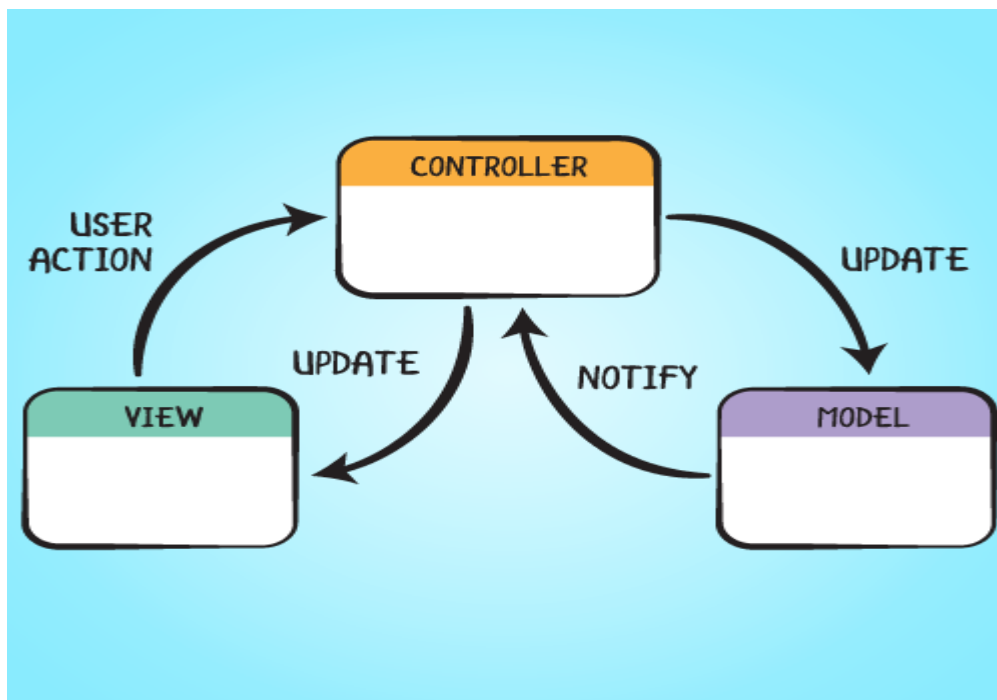 CONTROLLER
USER
ACTION
UPDATE
UPDATE
NOTIFY
VIEW
MODEL